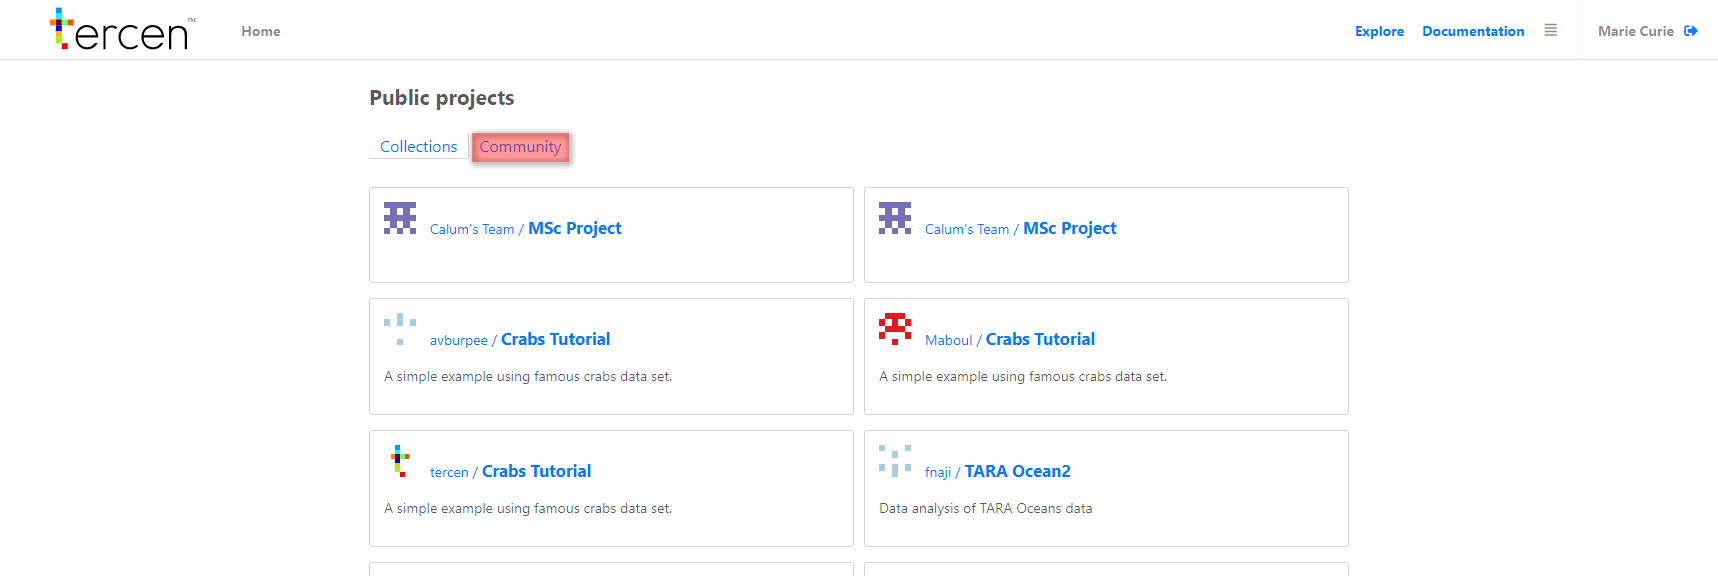 tercen™ Home Explore Documentation Marie Curie
Public projects
Collections Community
Calum's Team / MSc Project
Calum's Team / MSc Project
avburpee / Crabs Tutorial
A simple example using famous crabs data set.
Maboul / Crabs Tutorial
A simple example using famous crabs data set.
tercen / Crabs Tutorial
A simple example using famous crabs data set.
fnaji / TARA Ocean2
Data analysis of TARA Oceans data